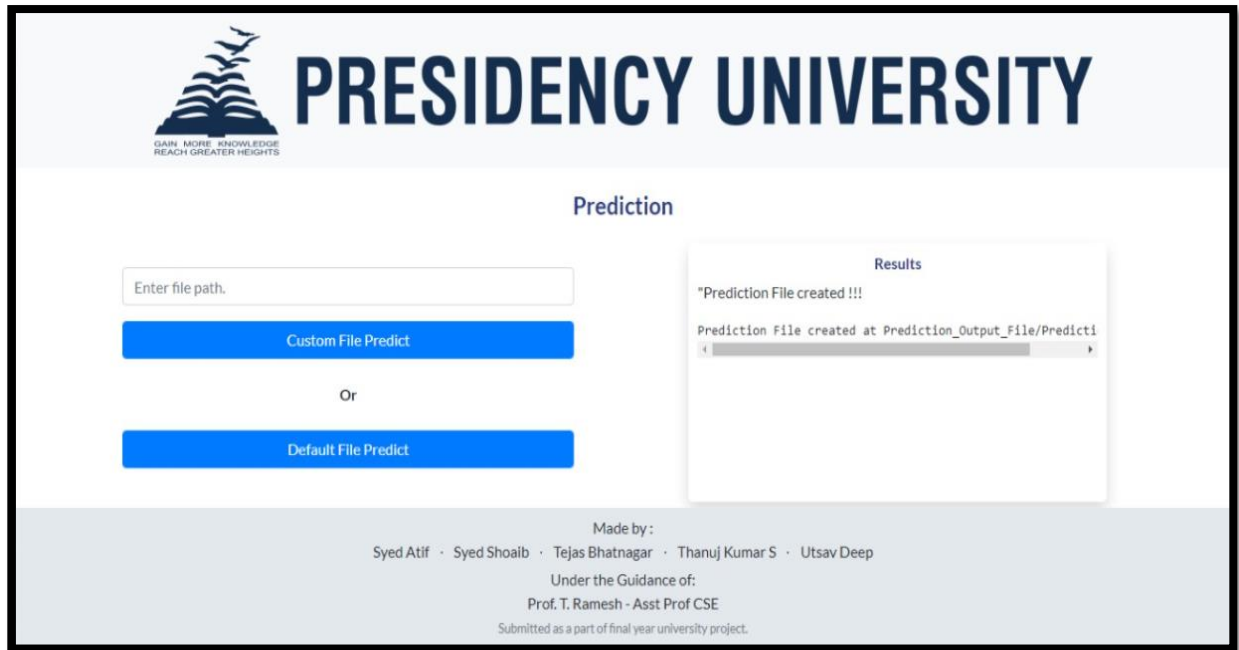 PRESIDENCY UNIVERSITY
GAIN MORE KNOWLEDGE
REACH GREATER HEIGHTS
Prediction
Enter file path.
Custom File Predict
Or
Default File Predict
Results
"Prediction File created !!!
Prediction File created at Prediction_Output_File/Predicti
Made by :
Syed Atif · Syed Shoaib · Tejas Bhatnagar · Thanuj Kumar S · Utsav Deep
Under the Guidance of:
Prof. T. Ramesh - Asst Prof CSE
Submitted as a part of final year university project.